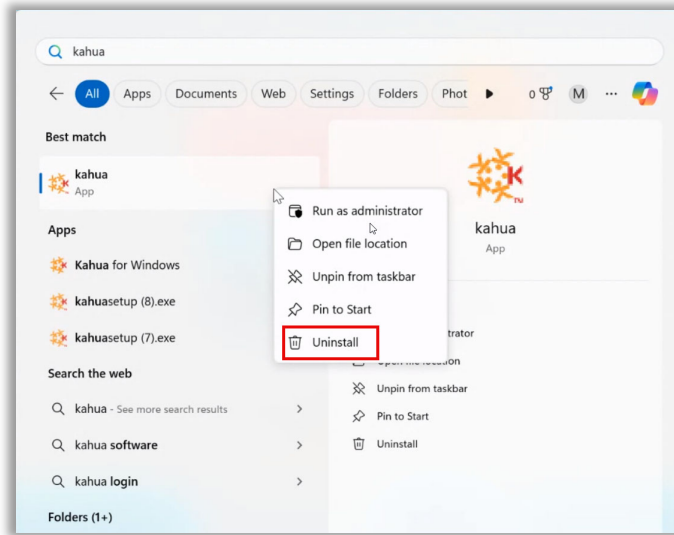 kahua
All Apps Documents Web Settings Folders Phot 0 M ...
Best match
kahua
App
Apps
Kahua for Windows
kahuasetup (8).exe
kahuasetup (7).exe
Search the web
kahua - See more search results
kahua software
kahua login
Folders (1+)
Run as administrator
Open file location
Unpin from taskbar
Pin to Start
Uninstall
K
TM
kahua
App
trator
Unpin from taskbar
Pin to Start
Uninstall